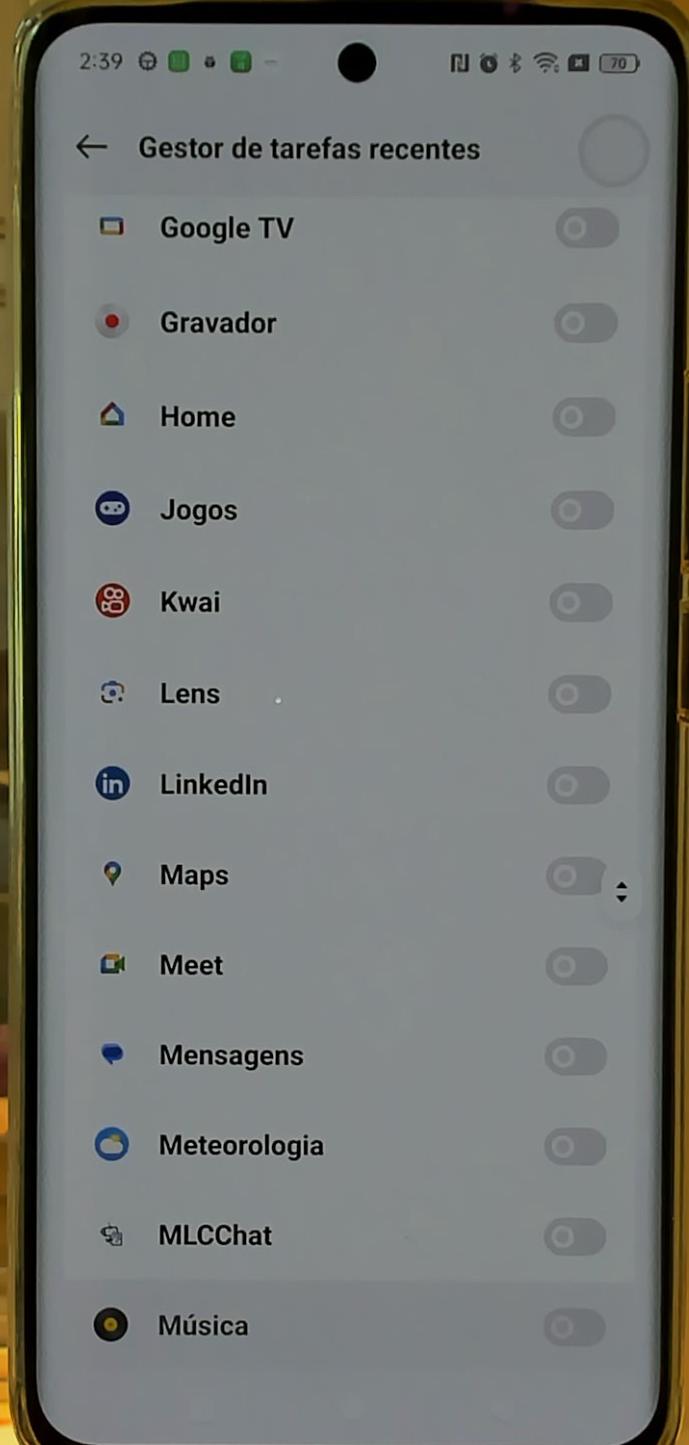 2:39 70
Gestor de tarefas recentes
Google TV
Gravador
Home
Jogos
Kwai
Lens
in LinkedIn
Maps
Meet
Mensagens
Meteorologia
MLCChat
Música